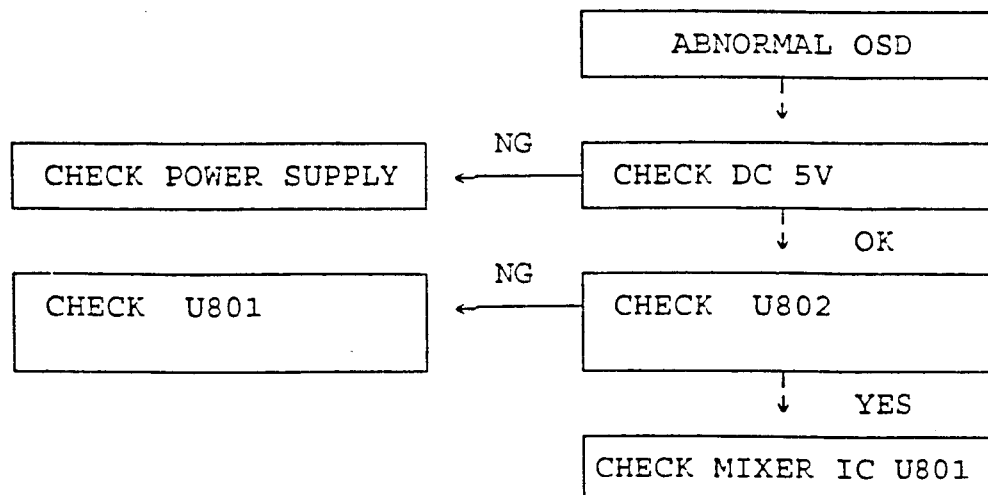 ABNORMAL OSD
NG
CHECK POWER SUPPLY
CHECK DC 5V
OK
NG
CHECK U801
CHECK U802
YES
CHECK MIXER IC U801